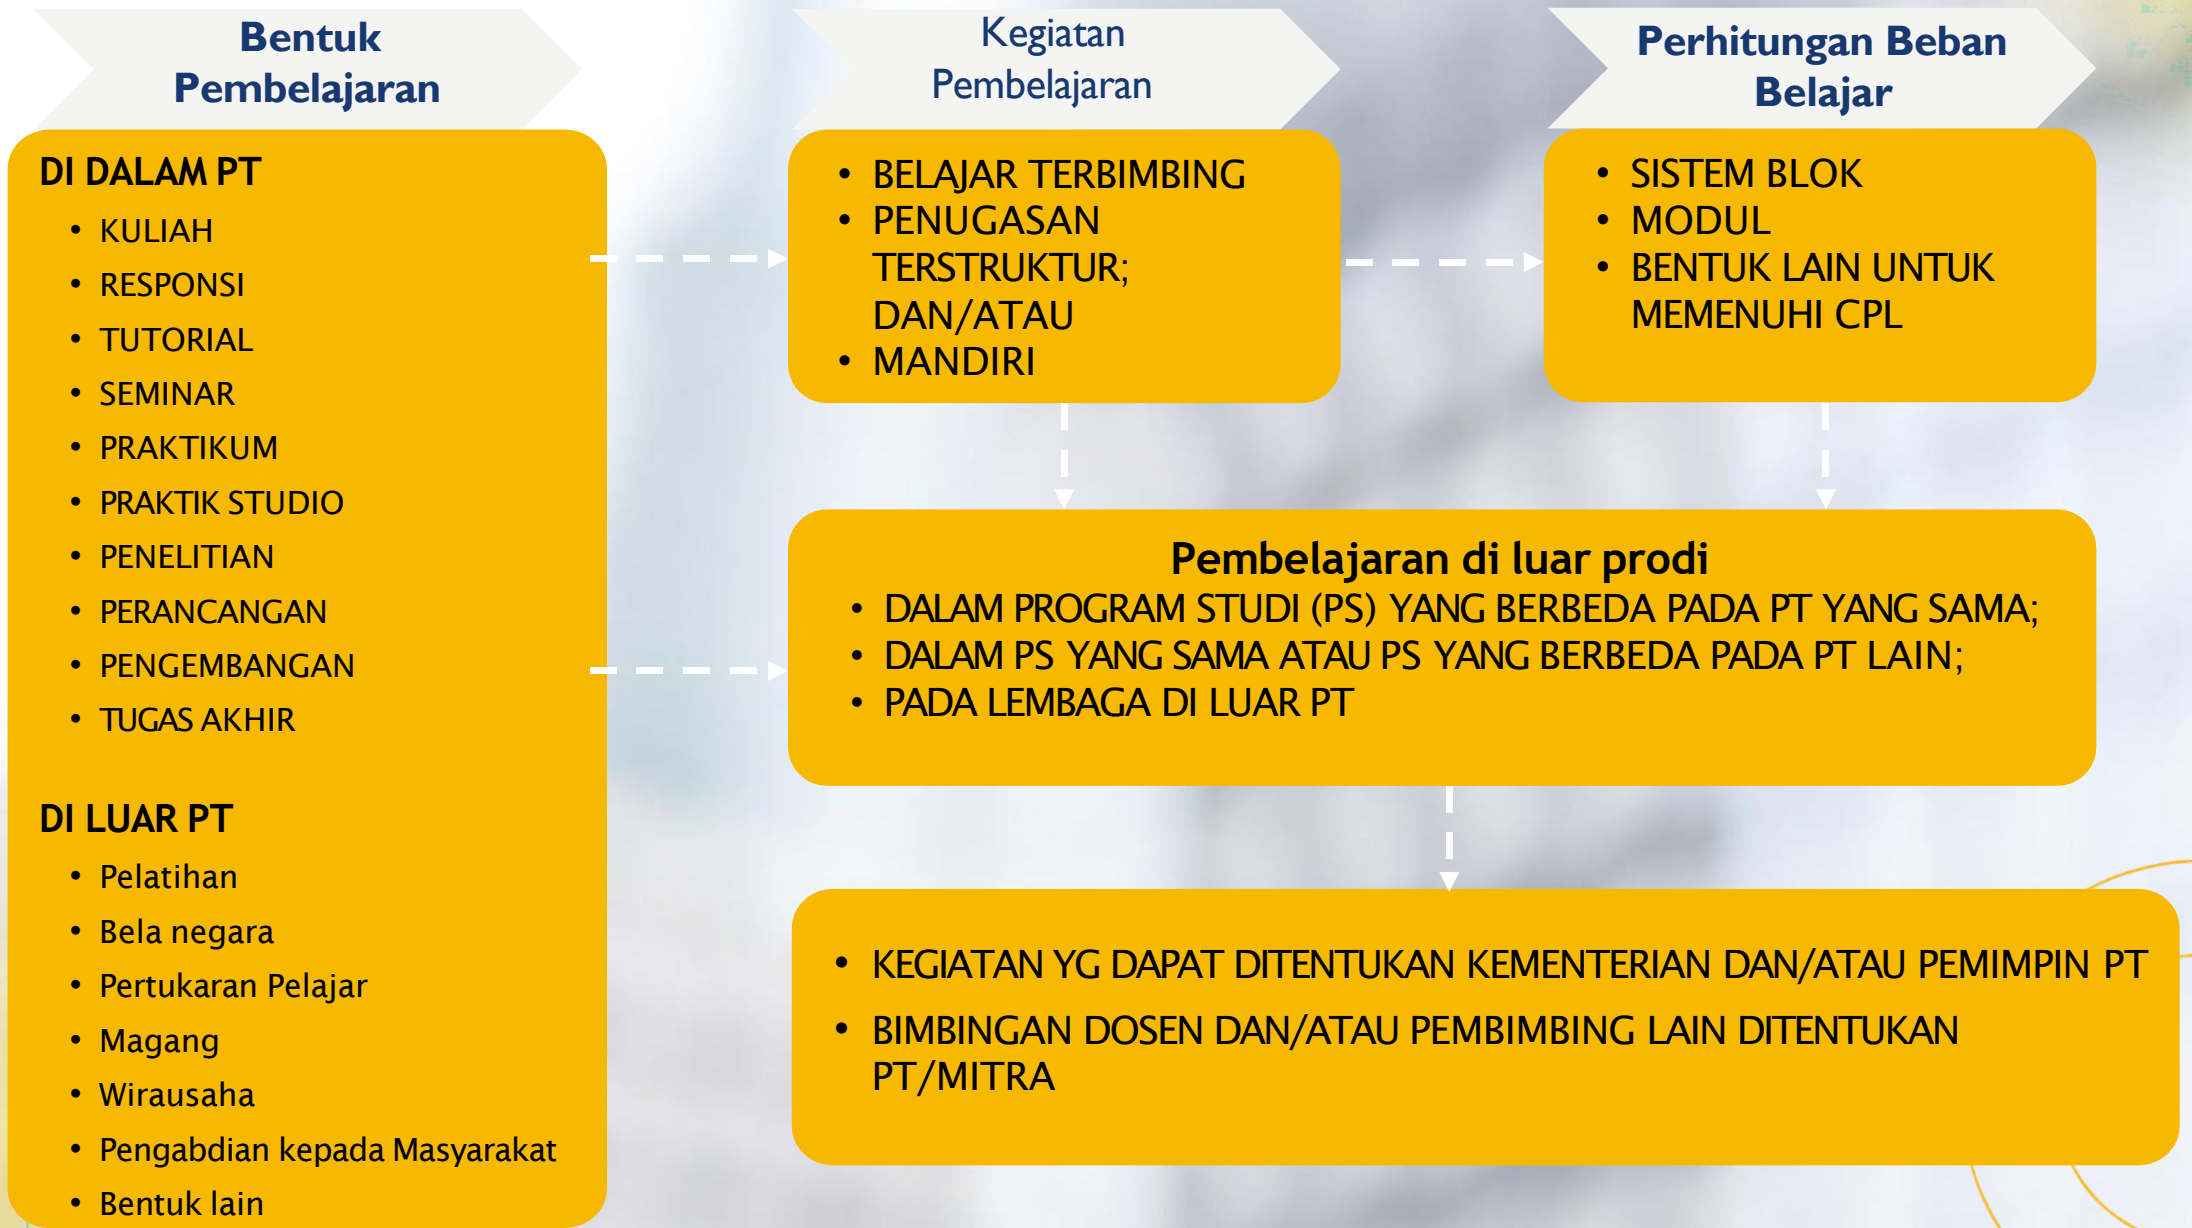 Bentuk
Pembelajaran
DI DALAM PT
• KULIAH
• RESPONSI
• TUTORIAL
• SEMINAR
• PRAKTIKUM
• PRAKTIK STUDIO
• PENELITIAN
• PERANCANGAN
• PENGEMBANGAN
• TUGAS AKHIR
DI LUAR PT
• Pelatihan
• Bela negara
• Pertukaran Pelajar
• Magang
• Wirausaha
• Pengabdian kepada Masyarakat
• Bentuk lain
Kegiatan
Pembelajaran
• BELAJAR TERBIMBING
• PENUGASAN
TERSTRUKTUR;
DAN/ATAU
• MANDIRI
Perhitungan Beban
Belajar
• SISTEM BLOK
• MODUL
• BENTUK LAIN UNTUK
MEMENUHI CPL
Pembelajaran di luar prodi
• DALAM PROGRAM STUDI (PS) YANG BERBEDA PADA PT YANG SAMA;
• DALAM PS YANG SAMA ATAU PS YANG BERBEDA PADA PT LAIN;
• PADA LEMBAGA DI LUAR PT
• KEGIATAN YG DAPAT DITENTUKAN KEMENTERIAN DAN/ATAU PEMIMPIN PT
• BIMBINGAN DOSEN DAN/ATAU PEMBIMBING LAIN DITENTUKAN
PT/MITRA